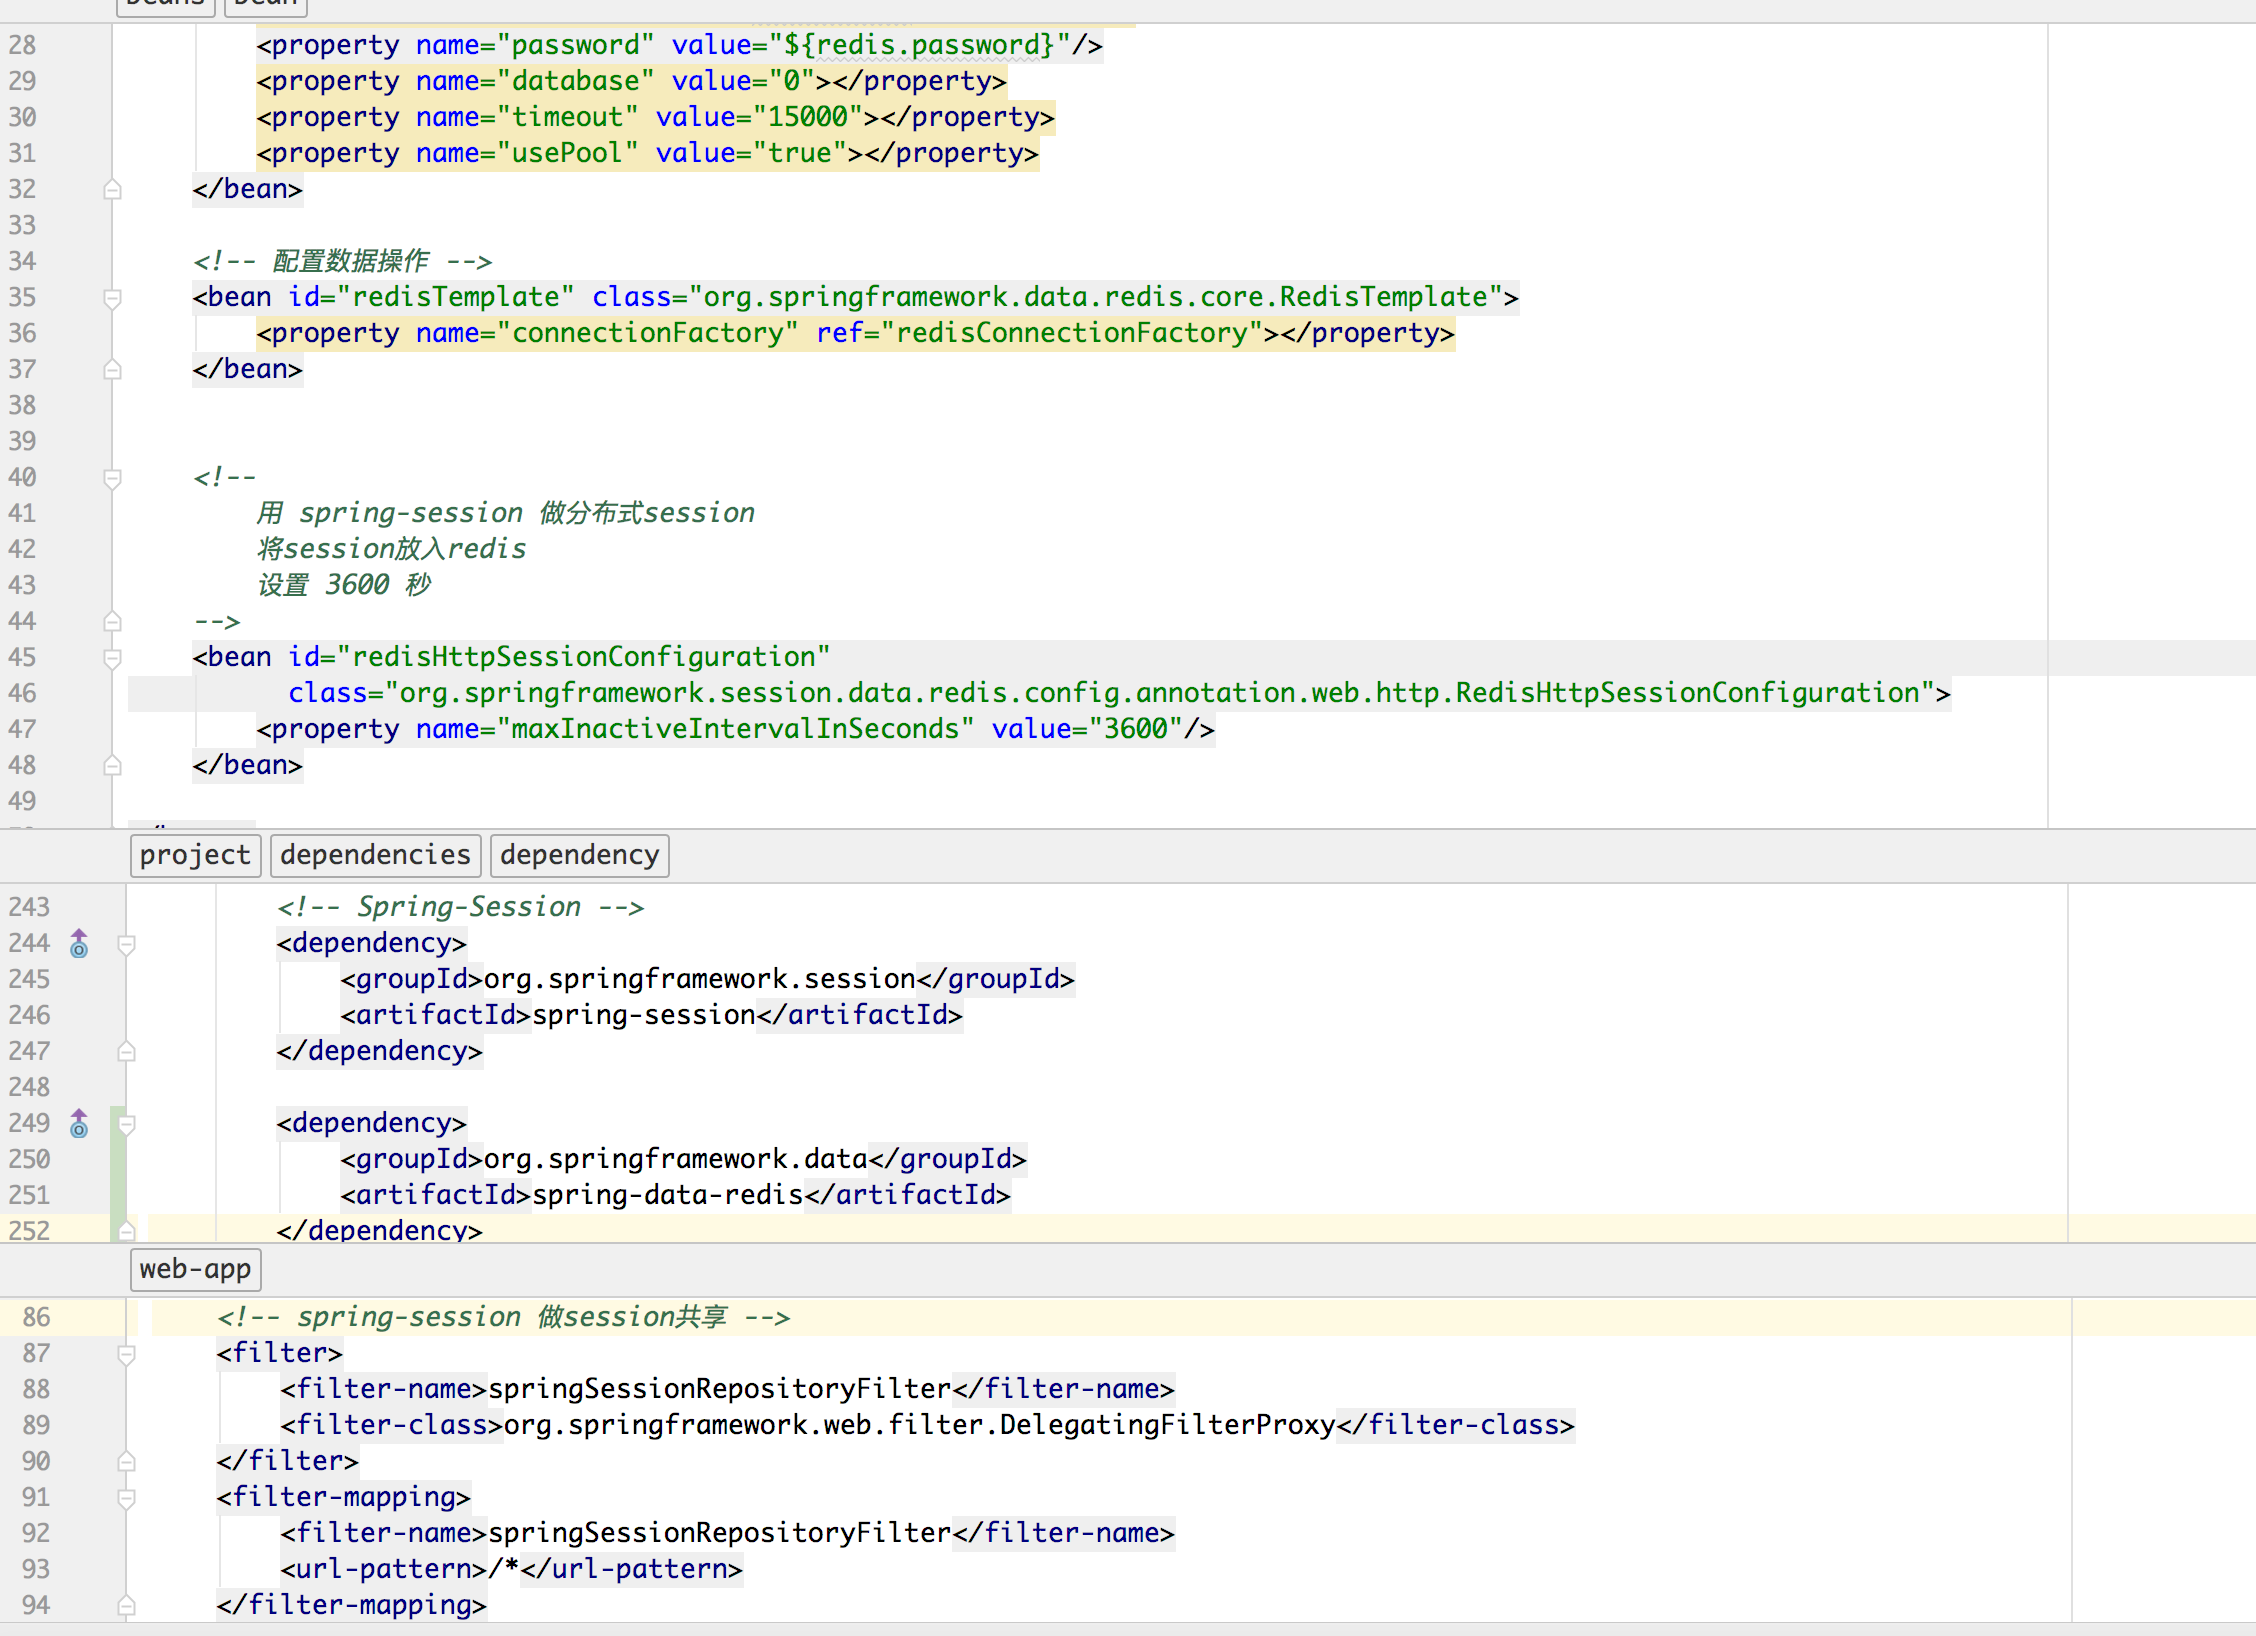 28 <property name="password" value="${redis.password}"/>
29 <property name="database" value="0"></property>
30 <property name="timeout" value="15000"></property>
31 <property name="usePool" value="true"></property>
32 </bean>
33
34 <!-- 配置数据操作 -->
35 <bean id="redisTemplate" class="org.springframework.data.redis.core.RedisTemplate">
36 <property name="connectionFactory" ref="redisConnectionFactory"></property>
37 </bean>
38
39
40 <!--
41 用 spring-session 做分布式session
42 将session放入redis
43 设置 3600 秒
44 -->
45 <bean id="redisHttpSessionConfiguration"
46 class="org.springframework.session.data.redis.config.annotation.web.http.RedisHttpSessionConfiguration">
47 <property name="maxInactiveIntervalInSeconds" value="3600"/>
48 </bean>
49
project dependencies dependency
243 <!-- Spring-Session -->
244 <dependency>
245 <groupId>org.springframework.session</groupId>
246 <artifactId>spring-session</artifactId>
247 </dependency>
248
249 <dependency>
250 <groupId>org.springframework.data</groupId>
251 <artifactId>spring-data-redis</artifactId>
252 </dependency>
web-app
86 <!-- spring-session 做session共享 -->
87 <filter>
88 <filter-name>springSessionRepositoryFilter</filter-name>
89 <filter-class>org.springframework.web.filter.DelegatingFilterProxy</filter-class>
90 </filter>
91 <filter-mapping>
92 <filter-name>springSessionRepositoryFilter</filter-name>
93 <url-pattern>/*</url-pattern>
94 </filter-mapping>